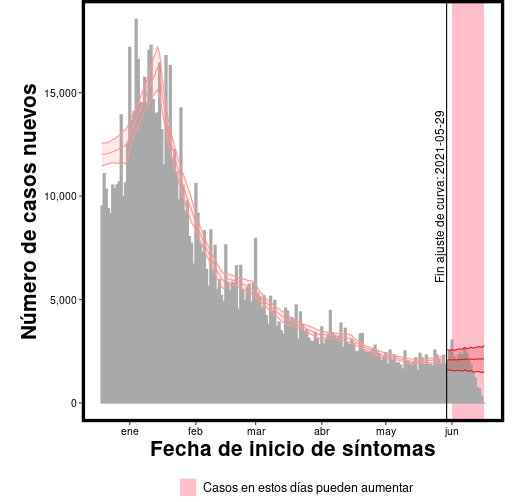 Número de casos nuevos
15,000
10,000
5,000
0
Fin ajuste de curva: 2021-05-29
ene feb mar abr may jun
Fecha de inicio de síntomas
Casos en estos días pueden aumentar